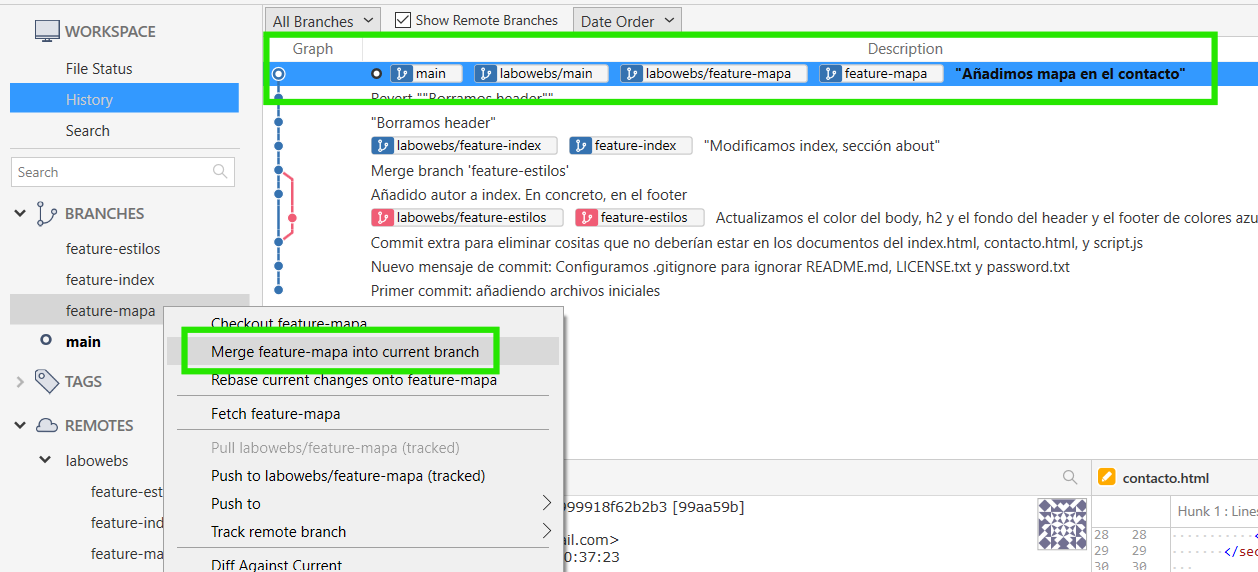 WORKSPACE
File Status
History
Search
Search
BRANCHES
feature-estilos
feature-index
feature-mapa
main
TAGS
REMOTES
labowebs
feature-est
feature-ind
feature-ma
All Branches
Show Remote Branches
Date Order
Graph
Description
main labowebs/main labowebs/feature-mapa feature-mapa "Añadimos mapa en el contacto"
Revert ""Borramos header""
"Borramos header"
labowebs/feature-index feature-index "Modificamos index, sección about"
Merge branch 'feature-estilos'
Añadido autor a index. En concreto, en el footer
labowebs/feature-estilos feature-estilos Actualizamos el color del body, h2 y el fondo del header y el footer de colores azu
Commit extra para eliminar cositas que no deberían estar en los documentos del index.html, contacto.html, y script.js
Nuevo mensaje de commit: Configuramos .gitignore para ignorar README.md, LICENSE.txt y password.txt
Primer commit: añadiendo archivos iniciales
Checkout feature-mapa
Merge feature-mapa into current branch
Rebase current changes onto feature-mapa
Fetch feature-mapa
Pull labowebs/feature-mapa (tracked)
Push to labowebs/feature-mapa (tracked)
Push to
Track remote branch
Diff Against Current
999918f62b2b3 [99aa59b]
ail.com>
0:37:23
contacto.html
Hunk 1 : Lines
28 28 <
29 29 </sec
30 30